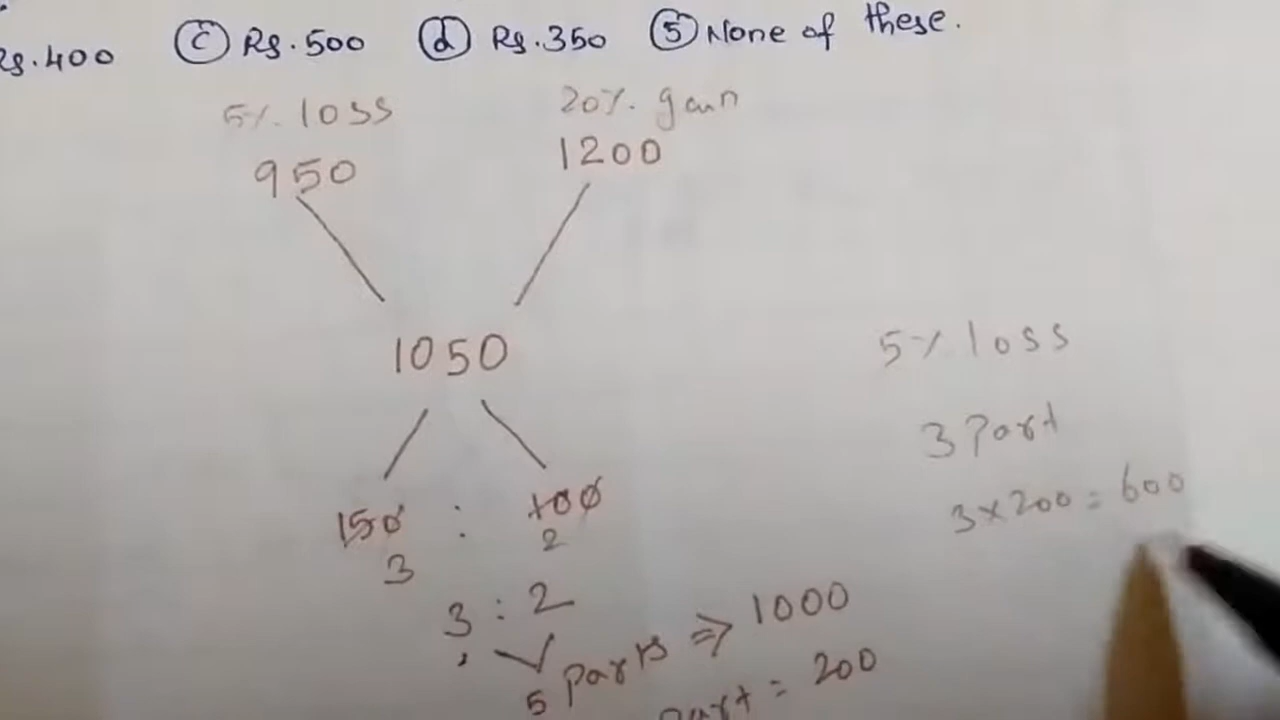 Rs.400 (c) Rs.500 (d) Rs.350 (5) None of these.
5% loss 20% gain
950 1200
1050
5% loss
3 Part
3×200 = 600
150 : 100
3 2
3 : 2
5 parts ⇒ 1000
part = 200